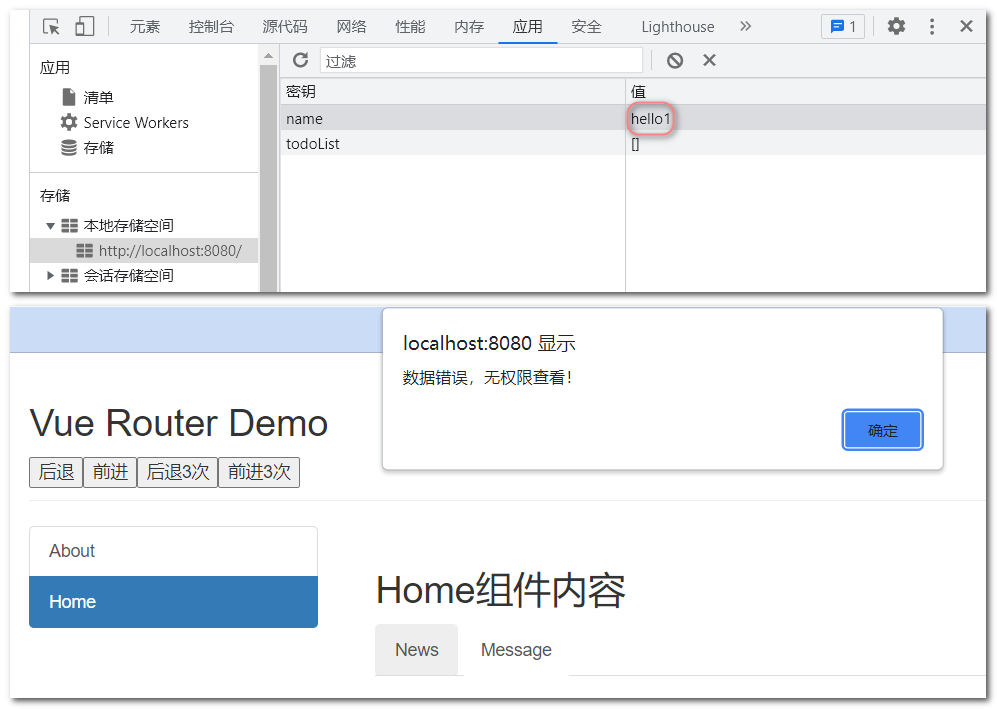 元素 控制台 源代码 网络 性能 内存 应用 安全 Lighthouse » 1
应用
过滤
密钥 值
清单
name hello1
Service Workers
todoList []
存储
存储
本地存储空间
http://localhost:8080/
会话存储空间
localhost:8080 显示
数据错误，无权限查看！
确定
Vue Router Demo
后退 前进 后退3次 前进3次
About
Home
Home组件内容
News Message